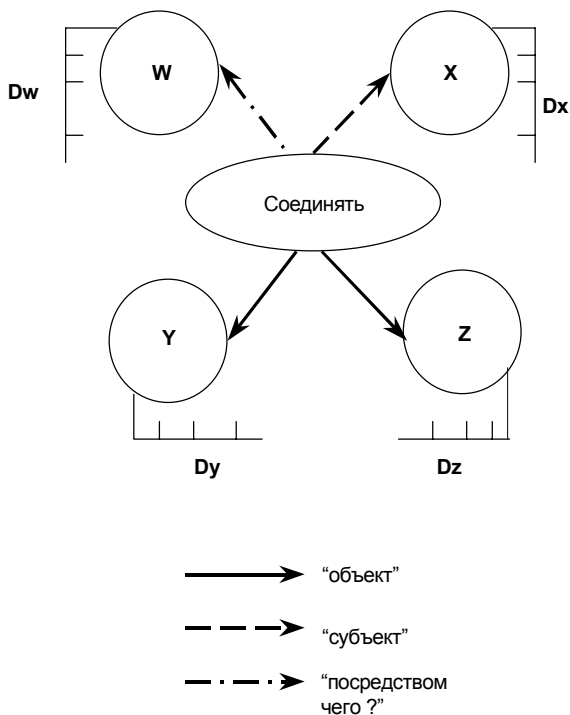 W
X
Dw
Dx
Соединять
Y
Z
Dy
Dz
“объект”
“субъект”
“посредством
чего ?”